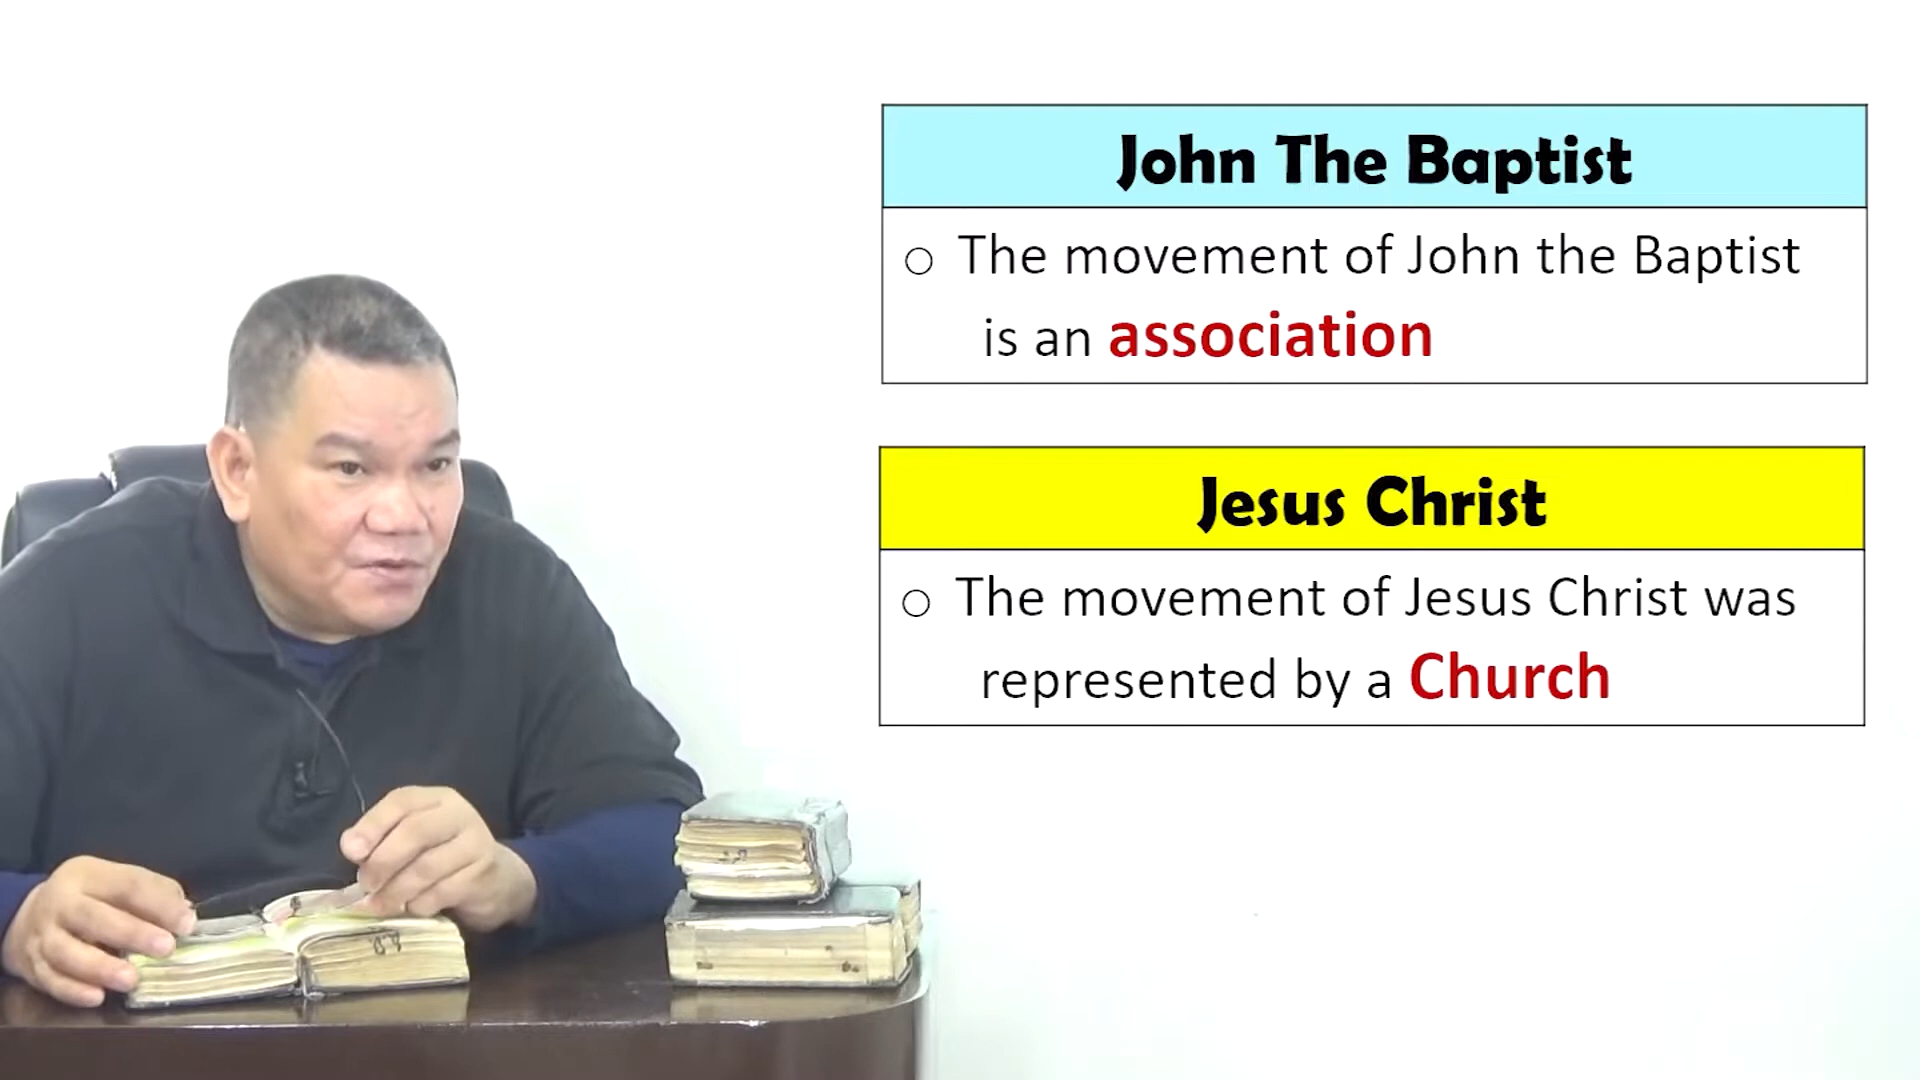 John The Baptist
○ The movement of John the Baptist
is an association
Jesus Christ
○ The movement of Jesus Christ was
represented by a Church